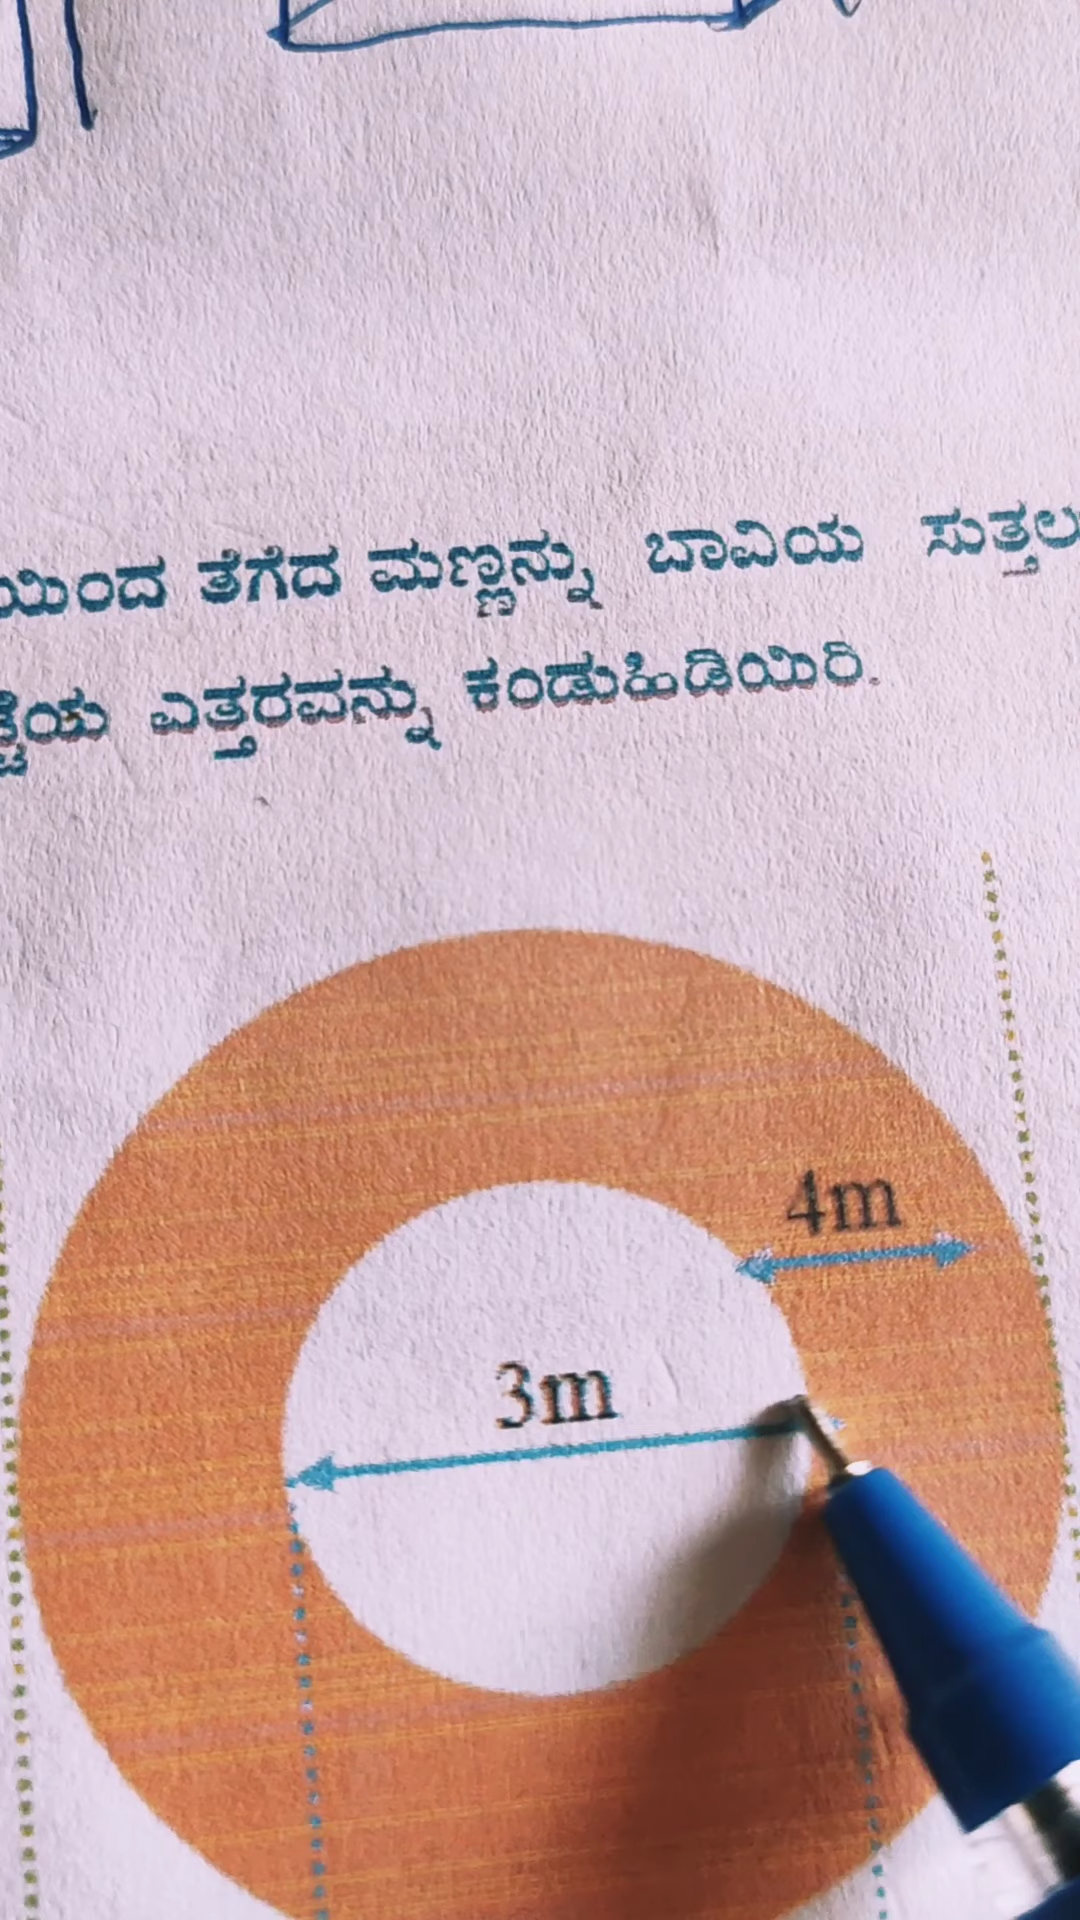 ಯಿಂದ ತೆಗೆದ ಮಣ್ಣನ್ನು ಬಾವಿಯ ಸುತ್ತಲ
ಎತ್ತರವನ್ನು ಕಂಡುಹಿಡಿಯಿರಿ.
4m
3m